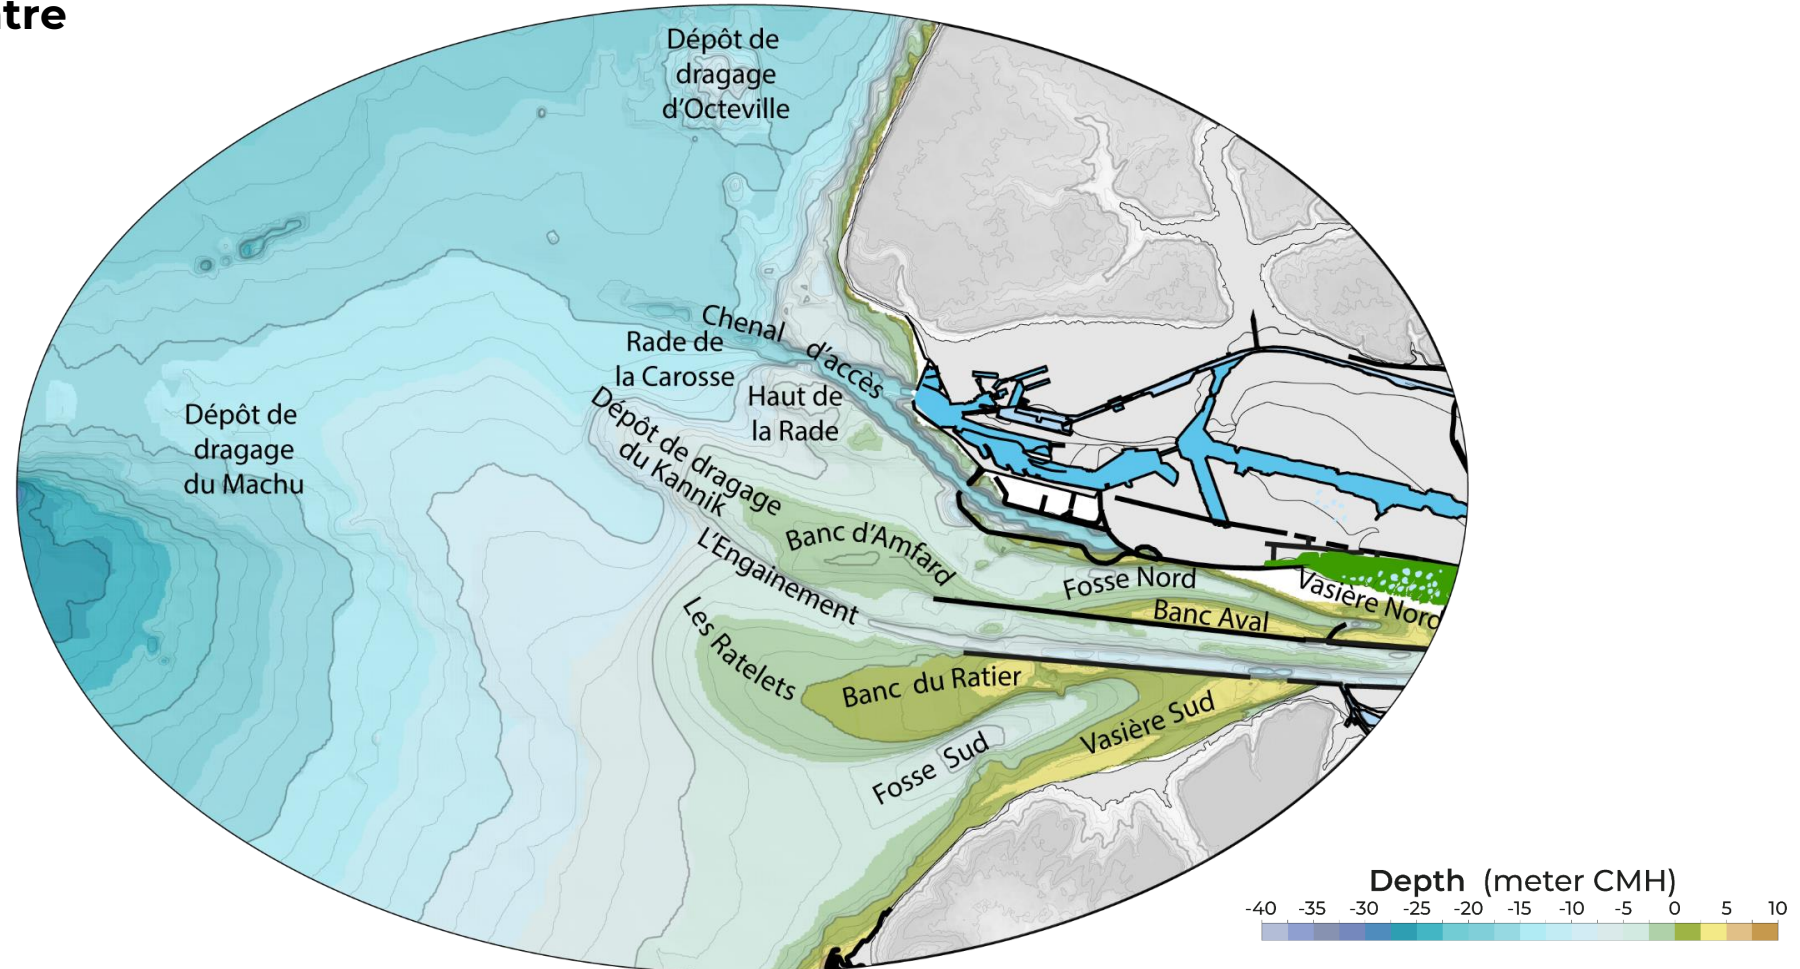 tre
Dépôt de
dragage
d'Octeville
Chenal d'accès
Rade de
la Carosse
Haut de
la Rade
Dépôt de dragage
du Kannik
Dépôt de
dragage
du Machu
L'Engainement
Banc d'Amfard
Fosse Nord
Vasière Nord
Banc Aval
Les Ratelets
Banc du Ratier
Vasière Sud
Fosse Sud
Depth (meter CMH)
-40 -35 -30 -25 -20 -15 -10 -5 0 5 10